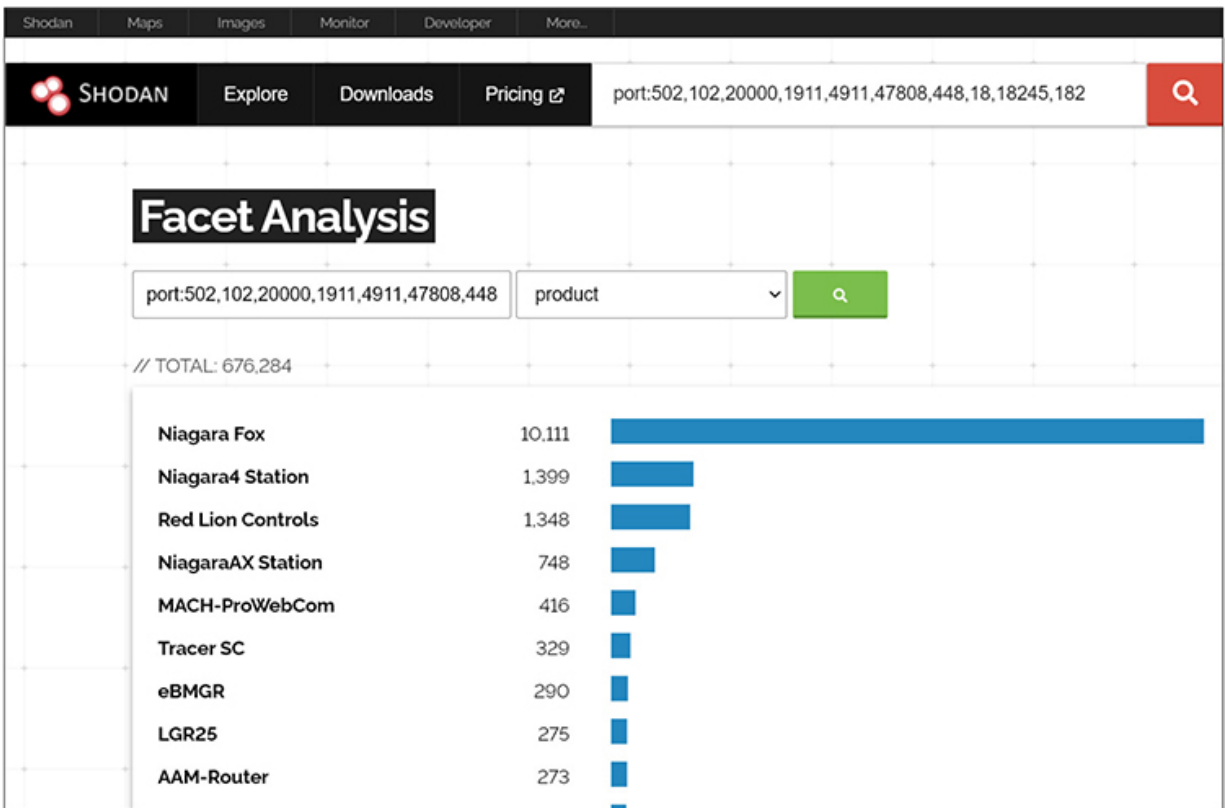 Shodan Maps Images Monitor Developer More...
SHODAN Explore Downloads Pricing port:502,102,20000,1911,4911,47808,448,18,18245,182
Facet Analysis
port:502,102,20000,1911,4911,47808,448 product
// TOTAL: 676,284
Niagara Fox 10,111
Niagara4 Station 1,399
Red Lion Controls 1,348
NiagaraAX Station 748
MACH-ProWebCom 416
Tracer SC 329
eBMGR 290
LGR25 275
AAM-Router 273